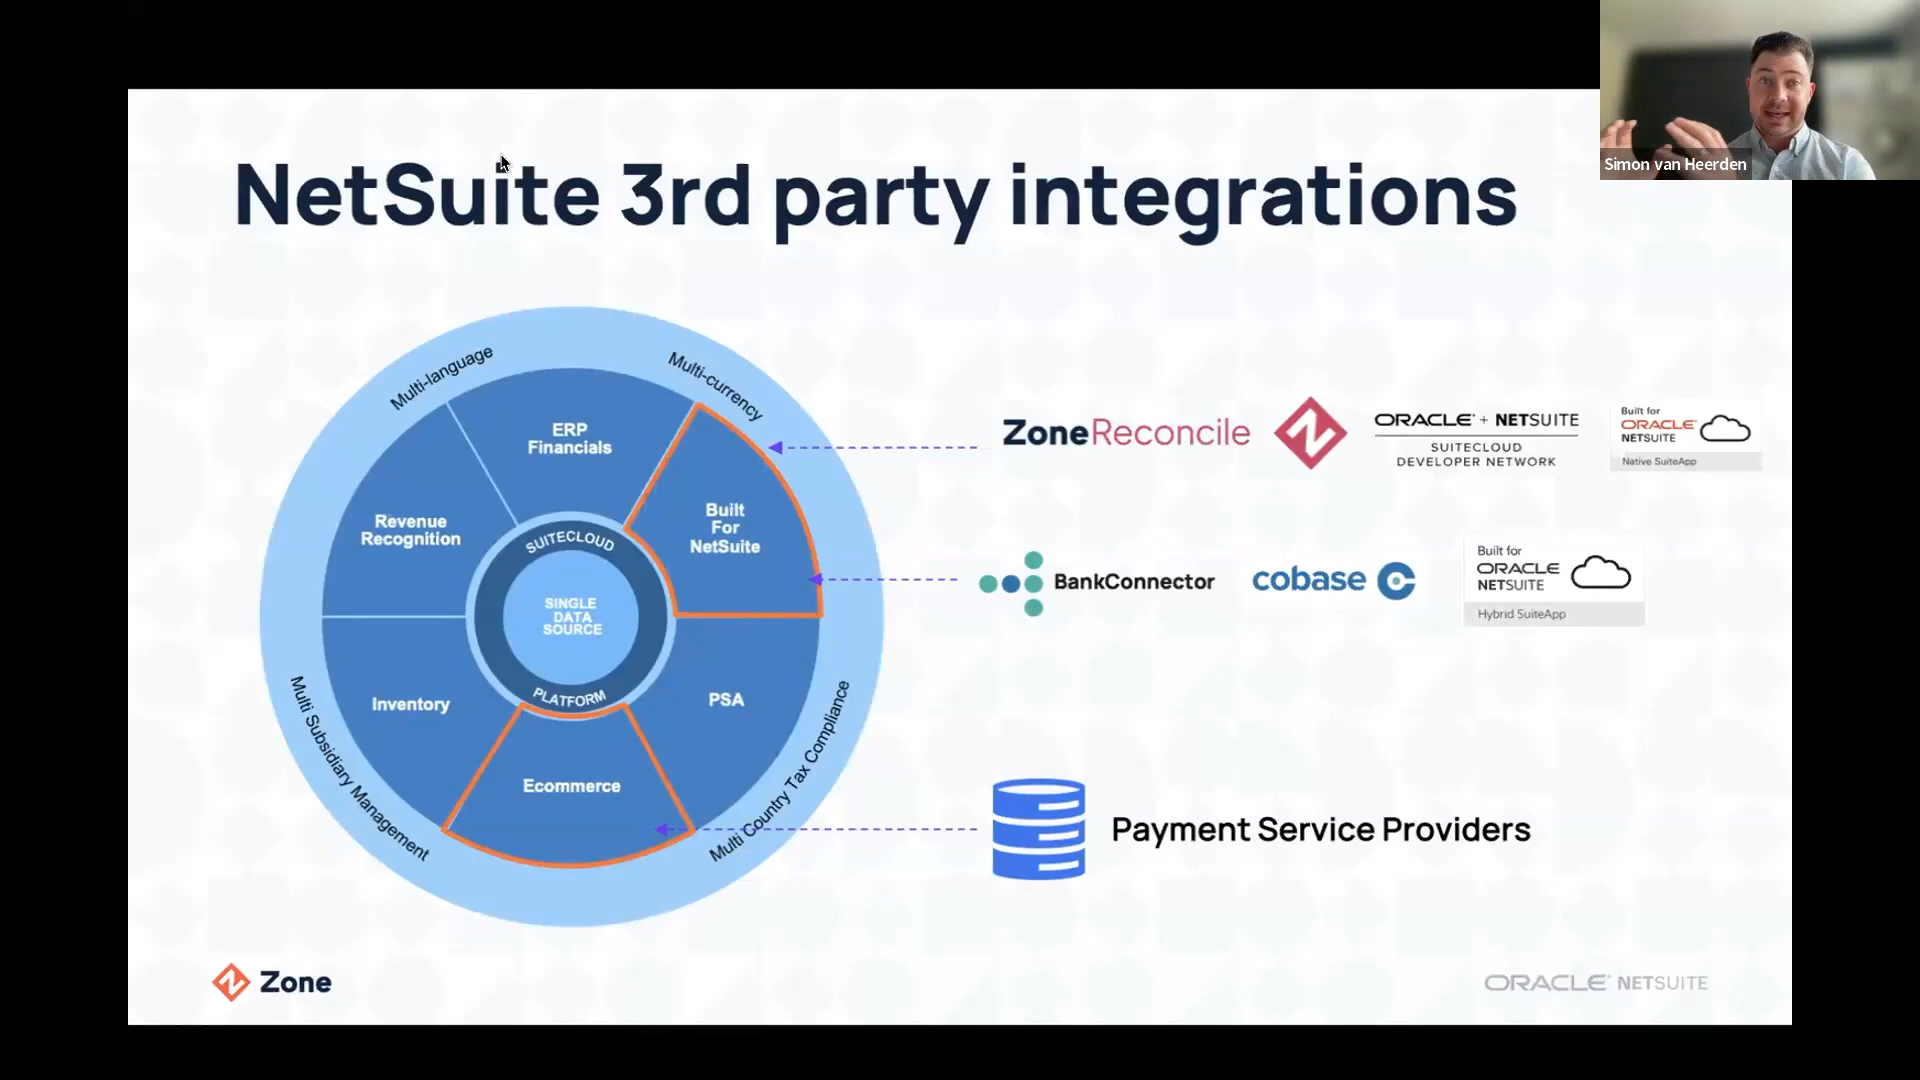 Simon van Heerden
NetSuite 3rd party integrations
Multi-language
Multi-currency
ERP
Financials
Built
For
NetSuite
Revenue
Recognition
SUITECLOUD
SINGLE
DATA
SOURCE
PLATFORM
Inventory
PSA
Ecommerce
Multi Subsidiary Management
Multi Country Tax Compliance
ZoneReconcile
ORACLE + NETSUITE
SUITECLOUD
DEVELOPER NETWORK
Built for
ORACLE
NETSUITE
Native SuiteApp
BankConnector
cobase
Built for
ORACLE
NETSUITE
Hybrid SuiteApp
Payment Service Providers
Zone
ORACLE NETSUITE